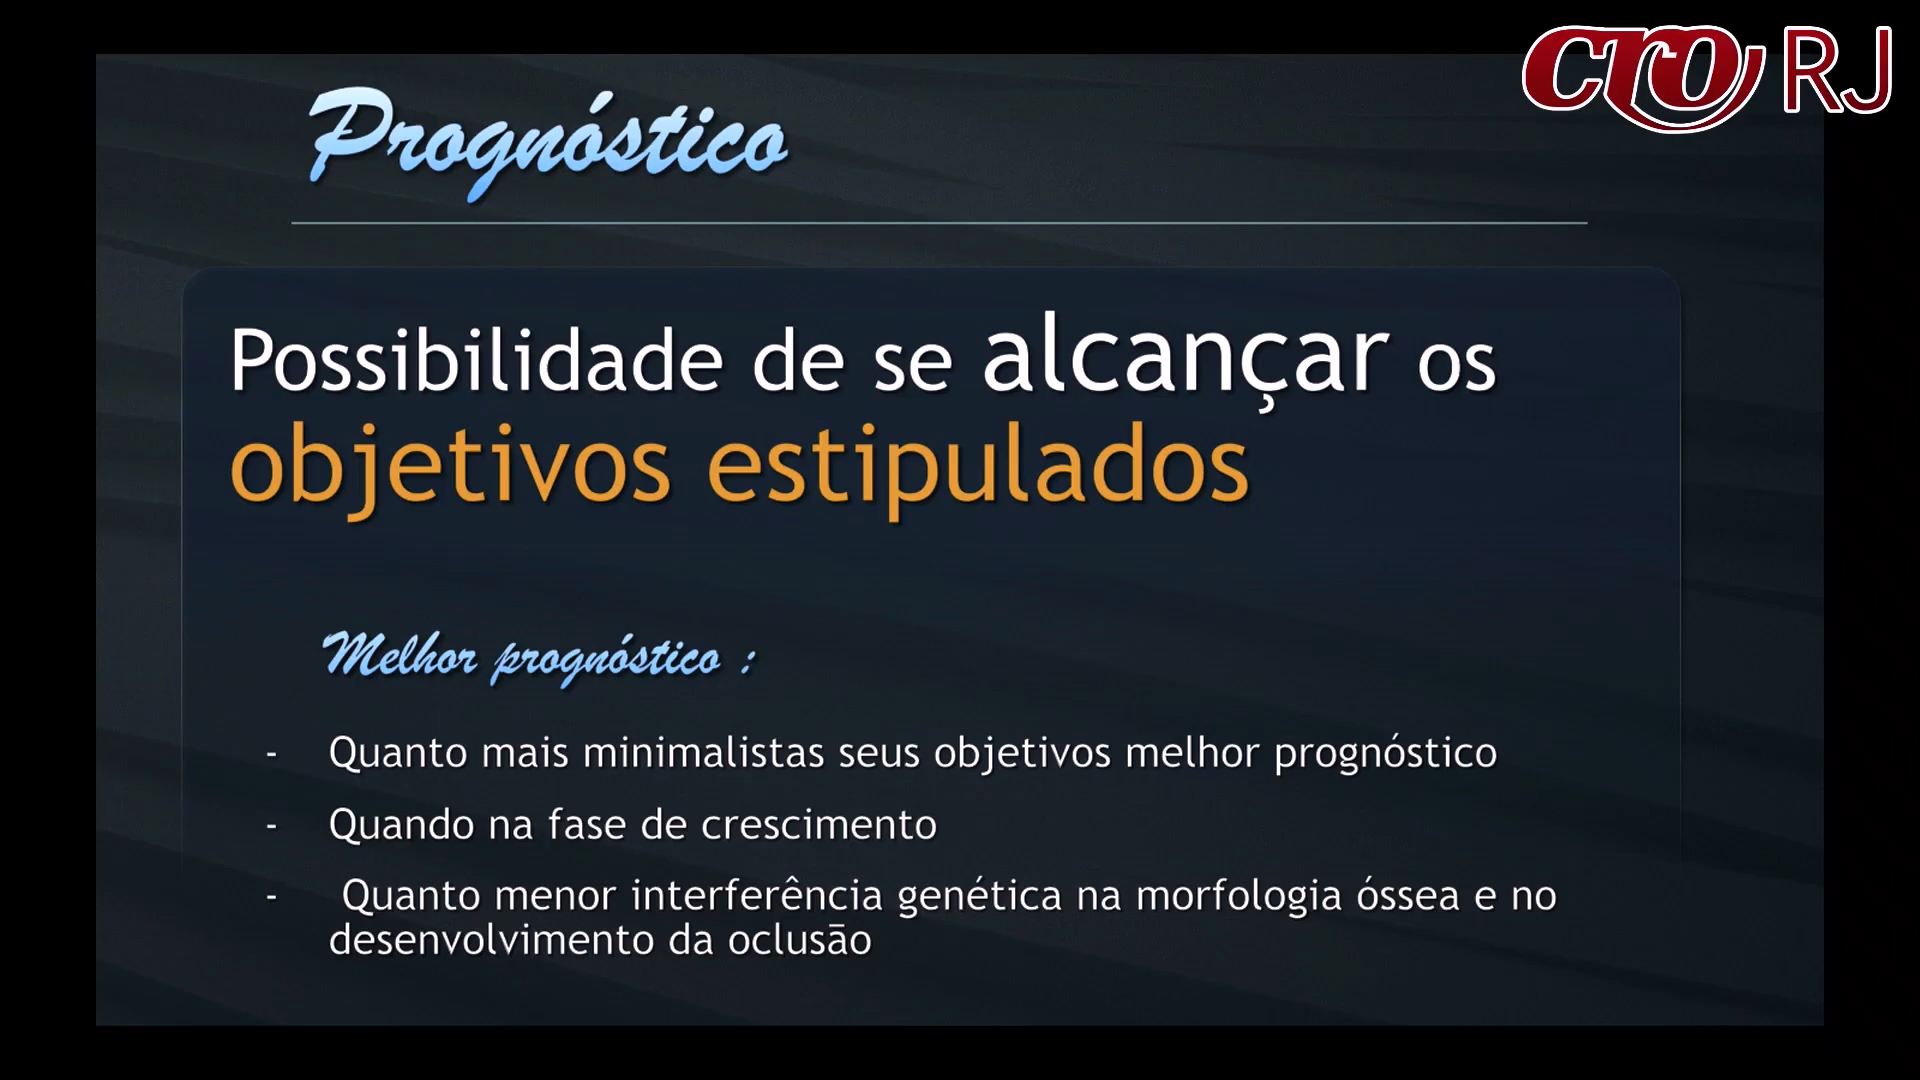 CRO RJ
Prognóstico
Possibilidade de se alcançar os
objetivos estipulados
Melhor prognóstico :
- Quanto mais minimalistas seus objetivos melhor prognóstico
- Quando na fase de crescimento
- Quanto menor interferência genética na morfologia óssea e no
desenvolvimento da oclusão